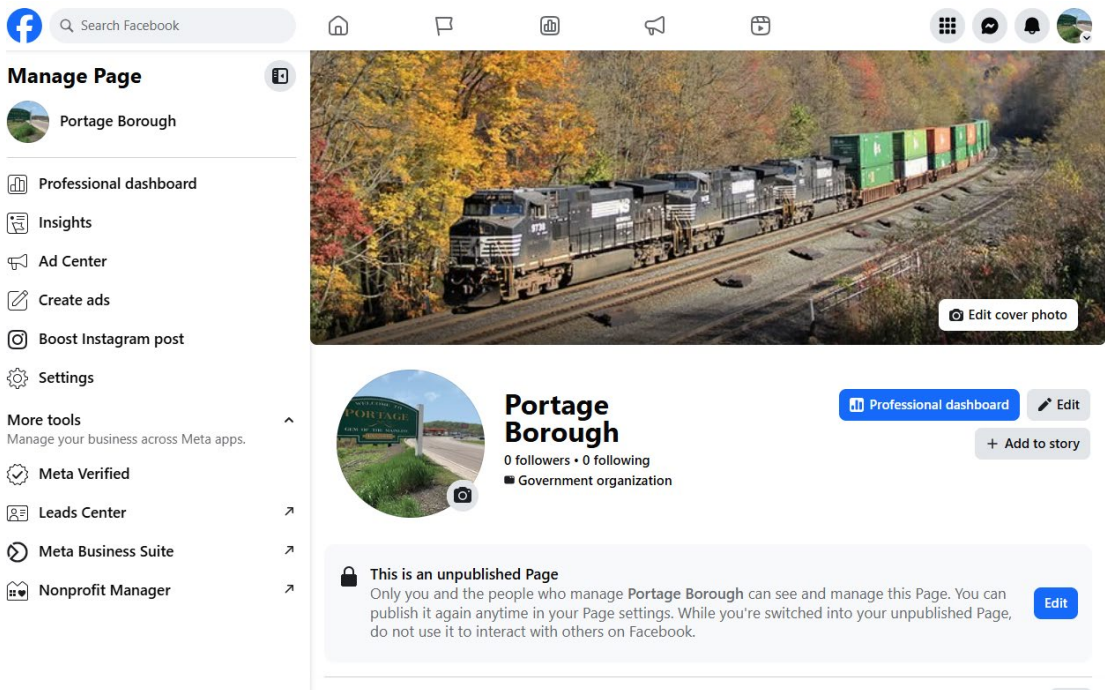 Search Facebook
Manage Page
Portage Borough
Professional dashboard
Insights
Ad Center
Create ads
Boost Instagram post
Settings
More tools
Manage your business across Meta apps.
Meta Verified
Leads Center
Meta Business Suite
Nonprofit Manager
9736
Edit cover photo
WELCOME TO
PORTAGE
Portage
Borough
0 followers • 0 following
Government organization
Professional dashboard
Edit
+ Add to story
This is an unpublished Page
Only you and the people who manage Portage Borough can see and manage this Page. You can
publish it again anytime in your Page settings. While you're switched into your unpublished Page,
do not use it to interact with others on Facebook.
Edit